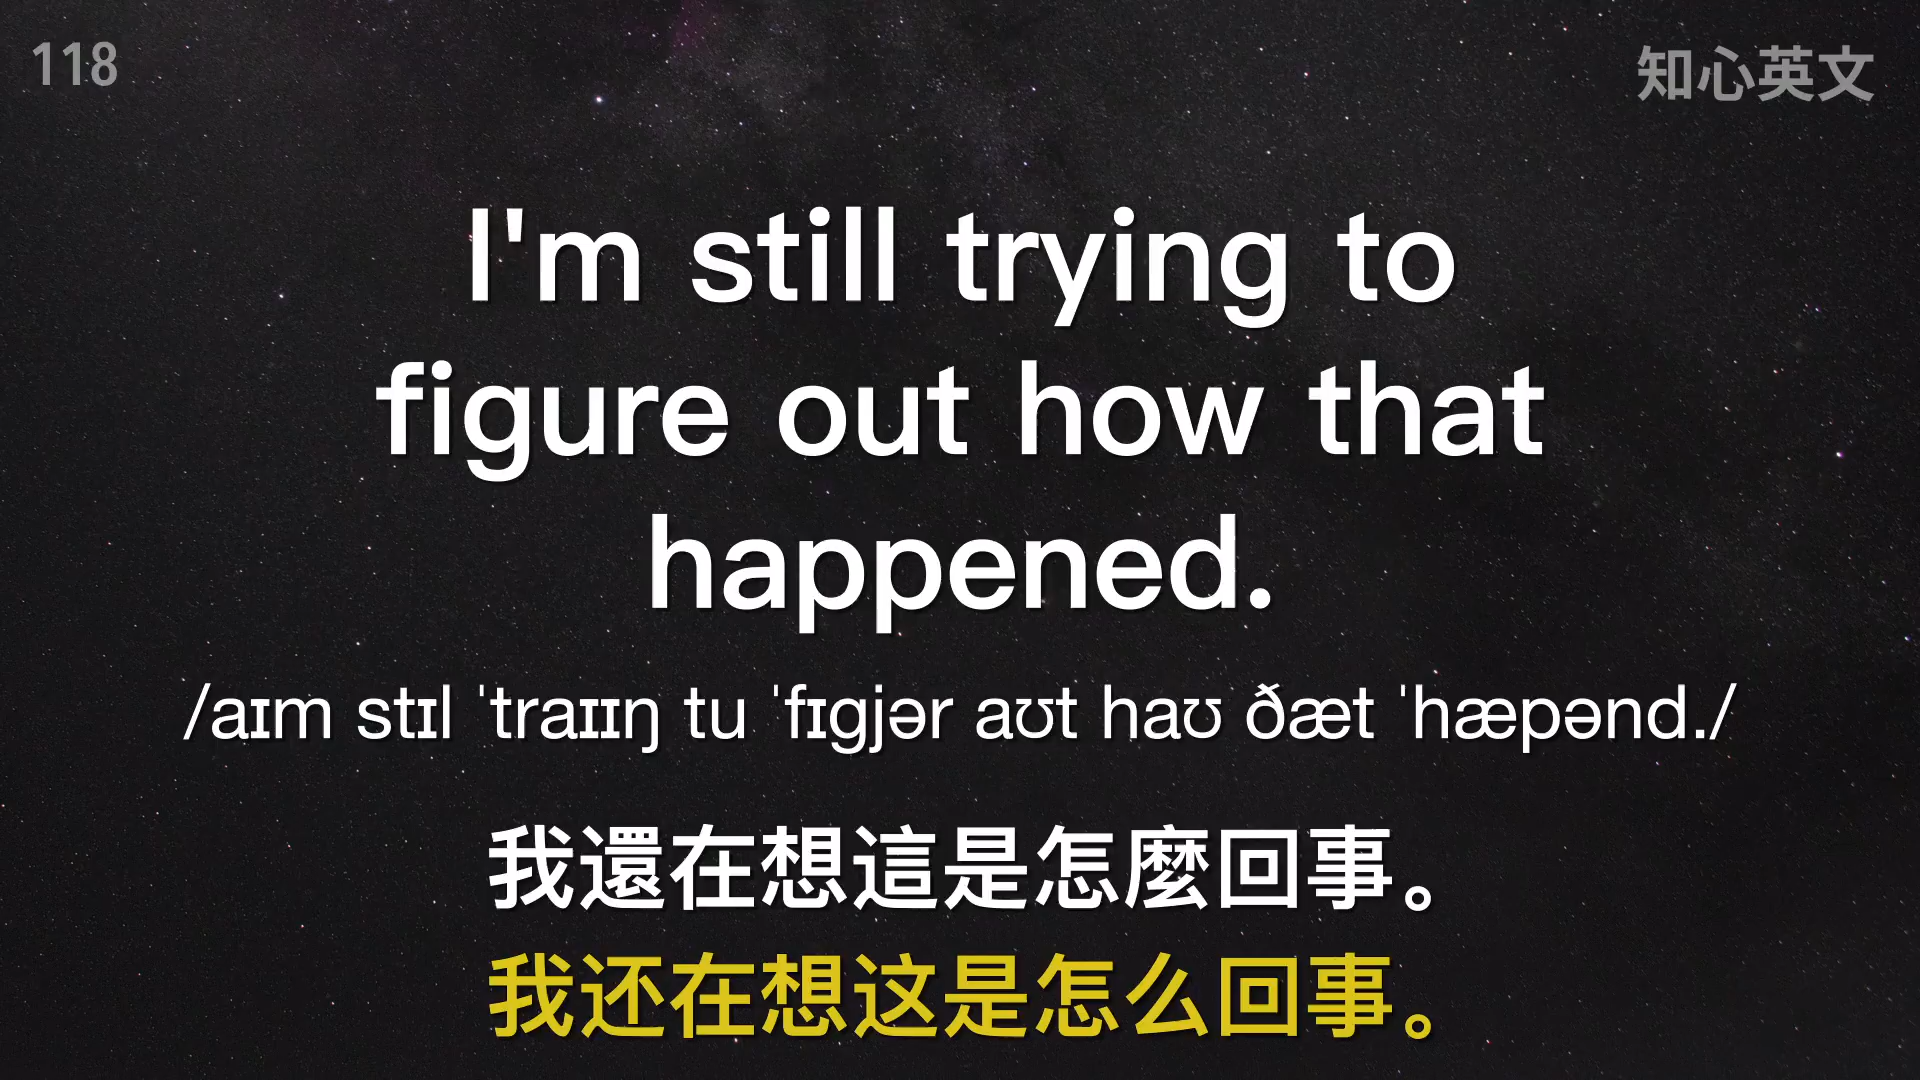 118
知心英文
I'm still trying to
figure out how that
happened.
/aɪm stɪl ˈtraɪɪŋ tu ˈfɪgjər aʊt haʊ ðæt ˈhæpənd./
我還在想這是怎麼回事。
我还在想这是怎么回事。